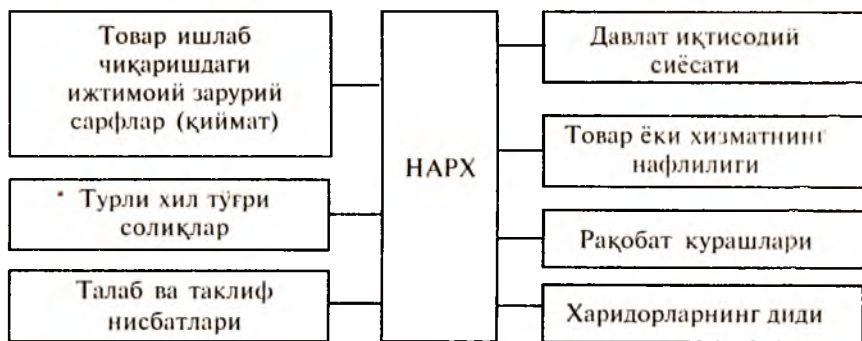 Товар ишлаб
чиқаришдаги
ижтимоий зарурий
сарфлар (қиймат)
Турли хил тўғри
солиқлар
Талаб ва таклиф
нисбатлари
НАРХ
Давлат иқтисодий
сиёсати
Товар ёки хизматнинг
нафлилиги
Рақобат курашлари
Харидорларнинг диди